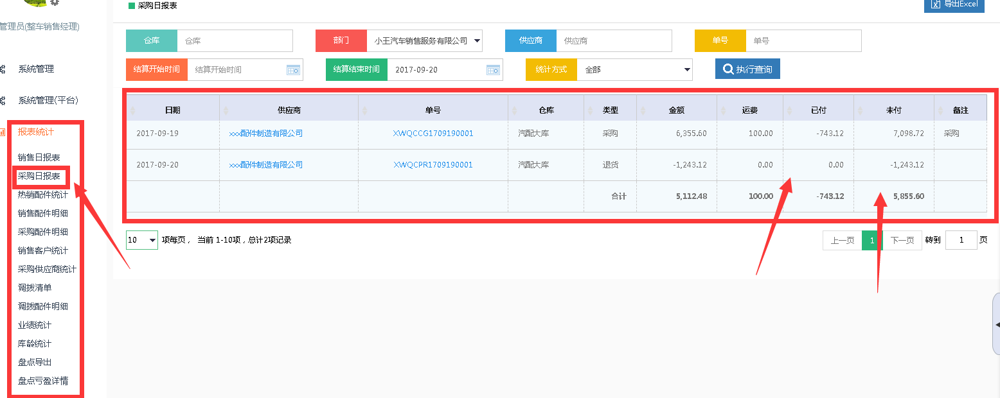 采购日报表
导出Excel
管理员(整车销售经理)
仓库 仓库 部门 小王汽车销售服务有限公司 供应商 供应商 单号 单号
结算开始时间 结算开始时间 结算结束时间 2017-09-20 统计方式 全部 执行查询
系统管理
系统管理(平台)
报表统计
销售日报表
采购日报表
热销配件统计
销售配件明细
采购配件明细
销售客户统计
采购供应商统计
调拨清单
调拨配件明细
业绩统计
库龄统计
盘点导出
盘点亏盈详情
日期 供应商 单号 仓库 类型 金额 运费 已付 未付 备注
2017-09-19 xxx配件制造有限公司 XWQCCG1709190001 汽配大库 采购 6,355.60 100.00 -743.12 7,098.72 采购
2017-09-20 xxx配件制造有限公司 XWQCPR1709190001 汽配大库 退货 -1,243.12 0.00 0.00 -1,243.12
合计 5,112.48 100.00 -743.12 5,855.60
10 项每页， 当前 1-10项，总计2项记录
上一页 1 下一页 转到 1 页